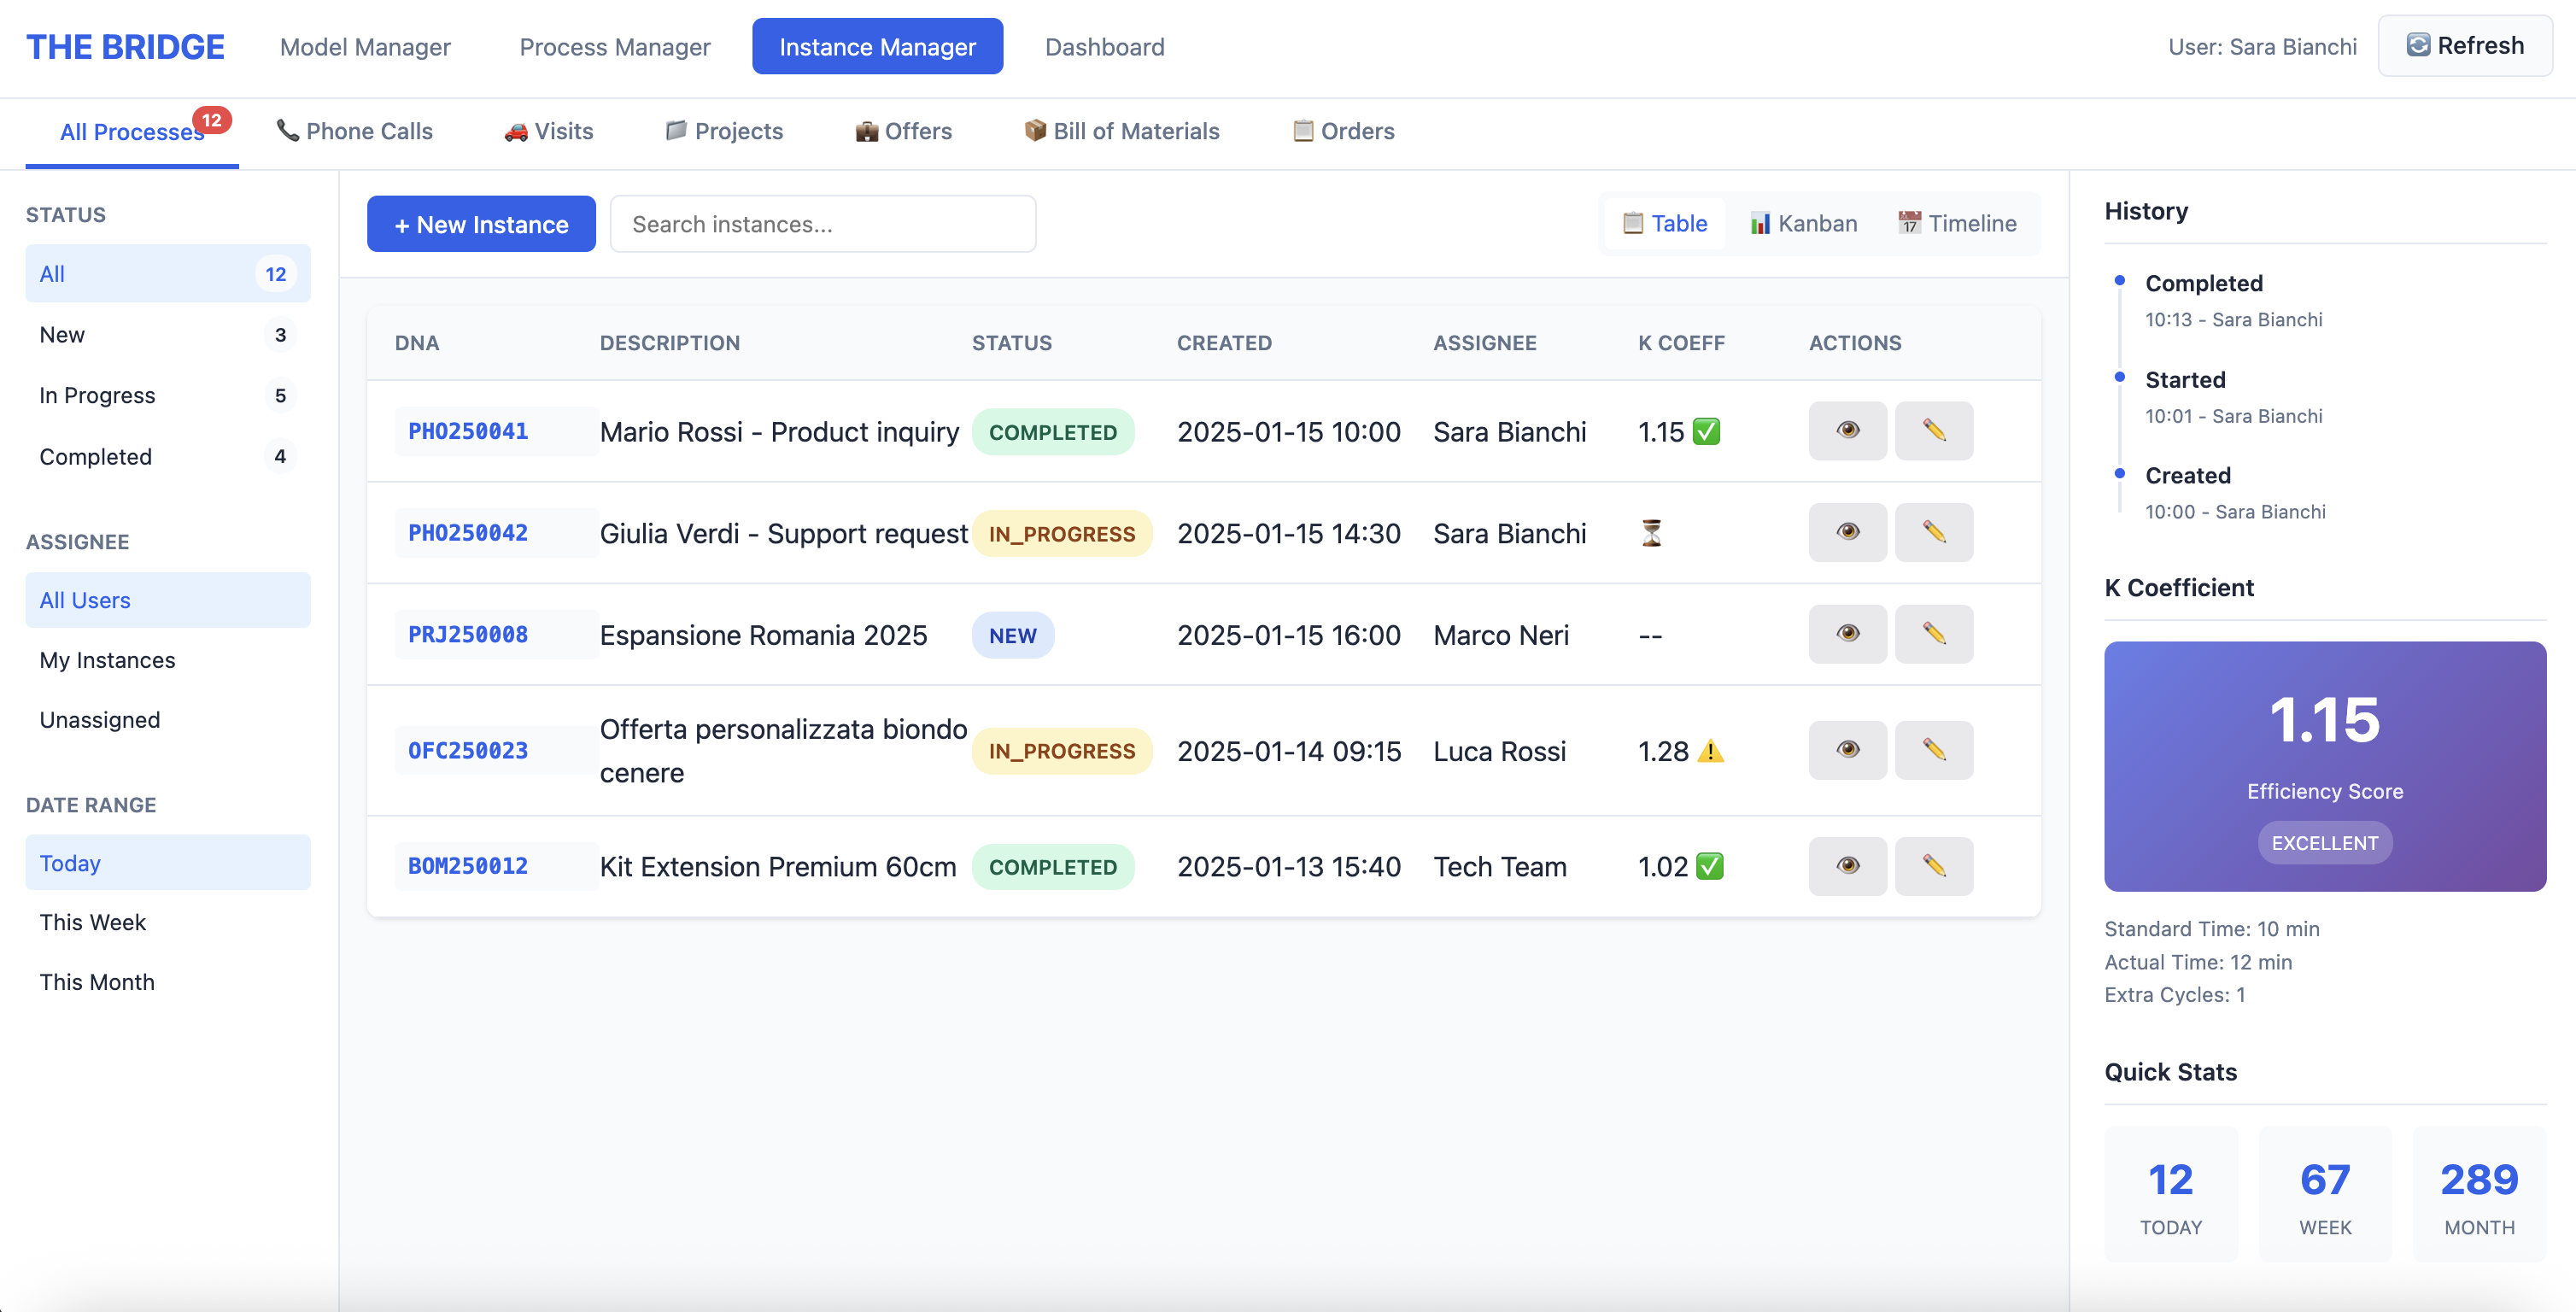 THE BRIDGE Model Manager Process Manager Instance Manager Dashboard User: Sara Bianchi Refresh
All Processes 12 Phone Calls Visits Projects Offers Bill of Materials Orders
STATUS
All 12
New 3
In Progress 5
Completed 4
ASSIGNEE
All Users
My Instances
Unassigned
DATE RANGE
Today
This Week
This Month
+ New Instance Search instances... Table Kanban 17 Timeline
DNA DESCRIPTION STATUS CREATED ASSIGNEE K COEFF ACTIONS
PHO250041 Mario Rossi - Product inquiry COMPLETED 2025-01-15 10:00 Sara Bianchi 1.15
PHO250042 Giulia Verdi - Support request IN_PROGRESS 2025-01-15 14:30 Sara Bianchi
PRJ250008 Espansione Romania 2025 NEW 2025-01-15 16:00 Marco Neri --
OFC250023 Offerta personalizzata biondo
cenere IN_PROGRESS 2025-01-14 09:15 Luca Rossi 1.28
BOM250012 Kit Extension Premium 60cm COMPLETED 2025-01-13 15:40 Tech Team 1.02
History
Completed
10:13 - Sara Bianchi
Started
10:01 - Sara Bianchi
Created
10:00 - Sara Bianchi
K Coefficient
1.15
Efficiency Score
EXCELLENT
Standard Time: 10 min
Actual Time: 12 min
Extra Cycles: 1
Quick Stats
12 67 289
TODAY WEEK MONTH